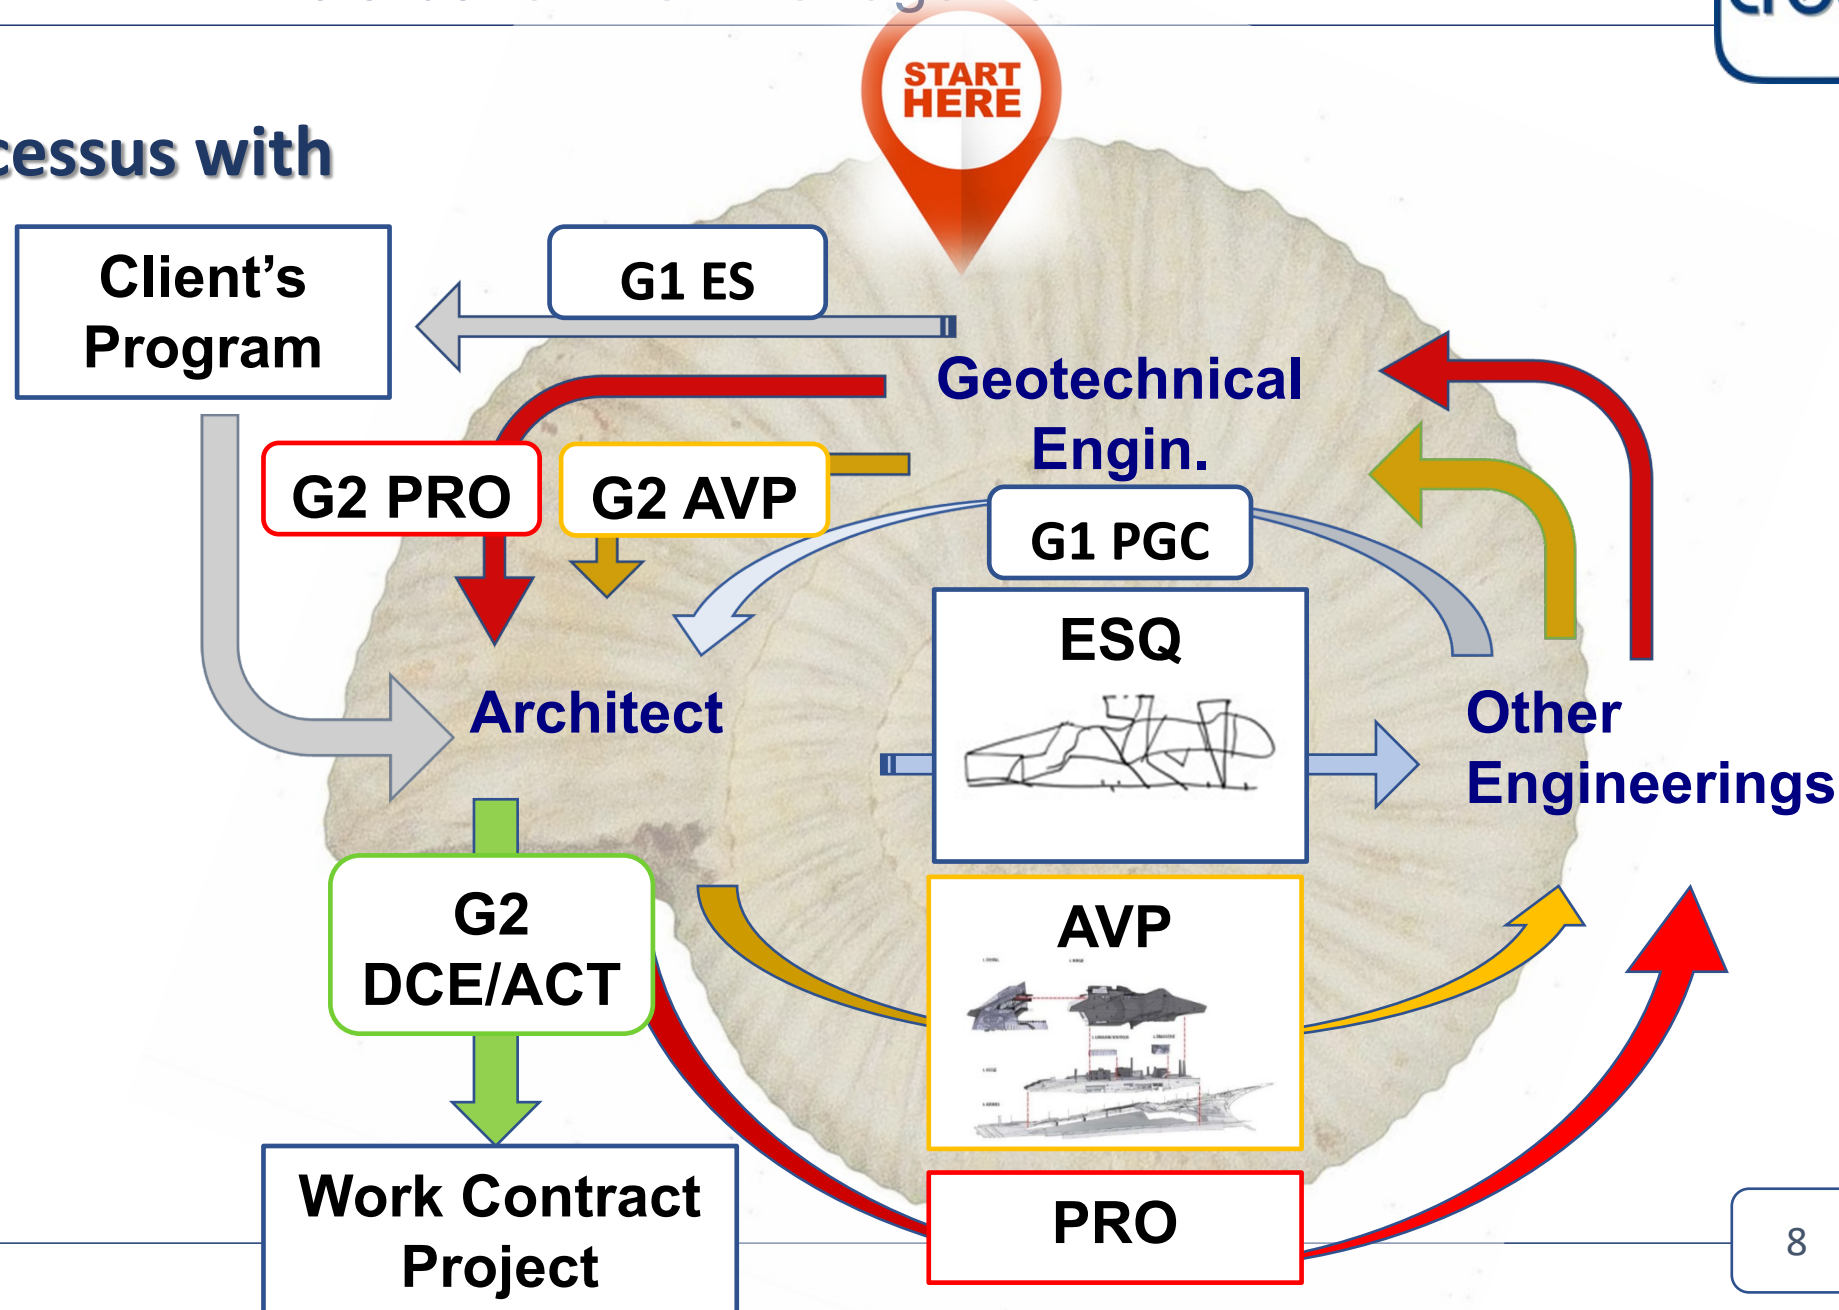 START
HERE
cessus with
Client's
Program
G1 ES
Geotechnical
Engin.
G2 PRO
G2 AVP
G1 PGC
ESQ
Architect
Other
Engineerings
G2
DCE/ACT
AVP
Work Contract
Project
PRO
8